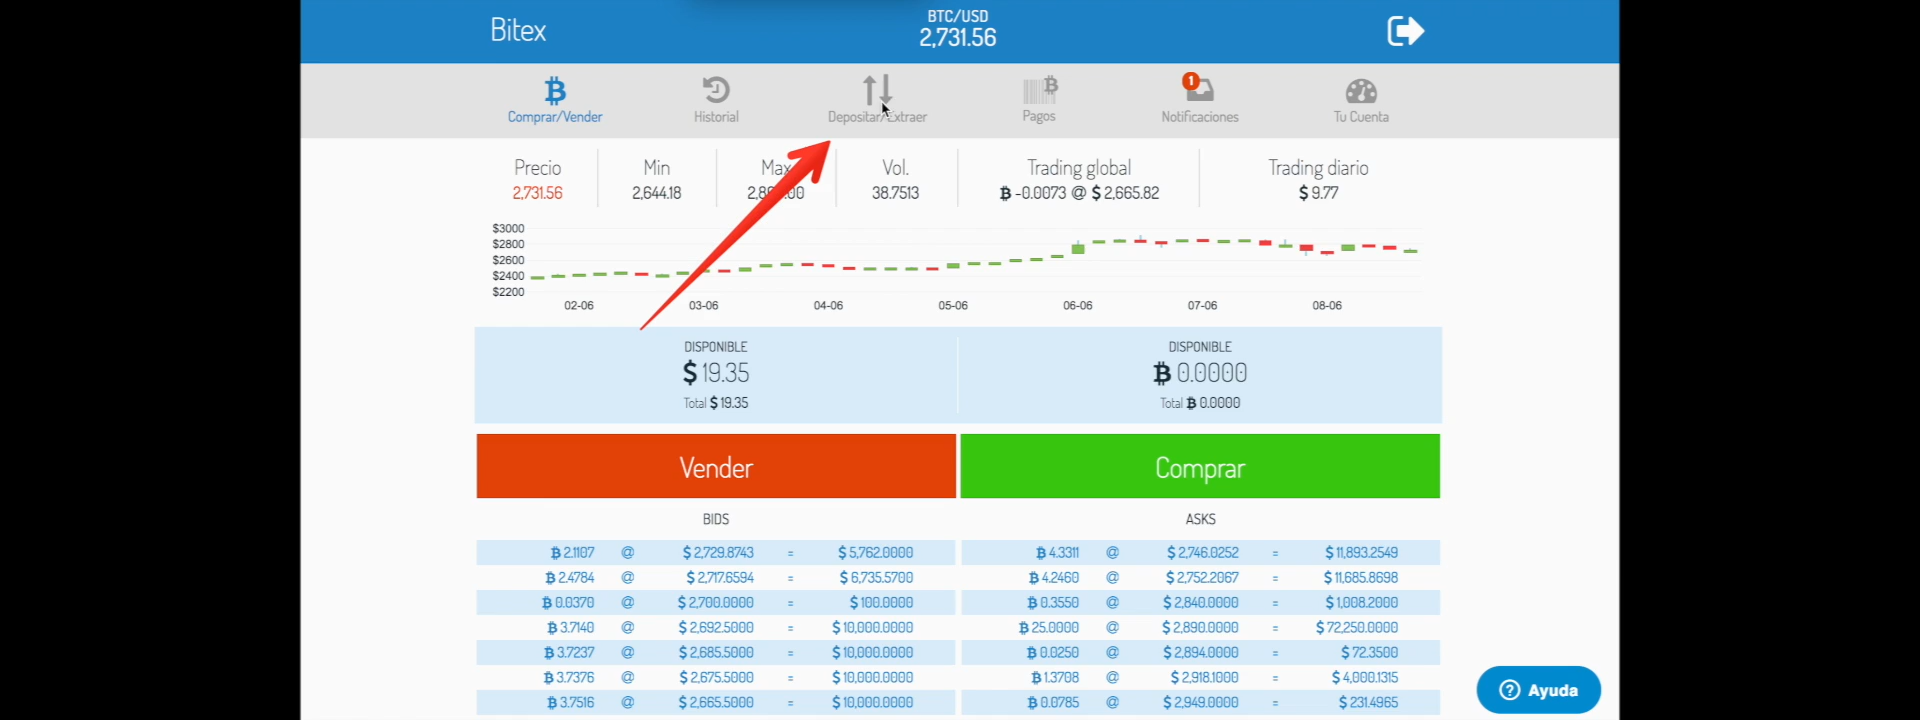 Bitex
BTC/USD
2,731.56
Comprar/Vender
Historial
Depositar/Extraer
Pagos
1
Notificaciones
Tu Cuenta
Precio
2,731.56
Min
2,644.18
Max
Vol.
38.7513
Trading global
₿ -0.0073 @ $ 2,665.82
Trading diario
$ 9.77
$3000
$2800
$2600
$2400
$2200
02-06 03-06 04-06 05-06 06-06 07-06 08-06
DISPONIBLE
$ 19.35
Total $ 19.35
DISPONIBLE
₿ 0.0000
Total ₿ 0.0000
Vender
Comprar
BIDS
₿ 2.1107 @ $ 2,729.8743 = $ 5,762.0000
₿ 2.4784 @ $ 2,717.6594 = $ 6,735.5700
₿ 0.0370 @ $ 2,700.0000 = $ 100.0000
₿ 3.7140 @ $ 2,692.5000 = $ 10,000.0000
₿ 3.7237 @ $ 2,685.5000 = $ 10,000.0000
₿ 3.7376 @ $ 2,675.5000 = $ 10,000.0000
₿ 3.7516 @ $ 2,665.5000 = $ 10,000.0000
ASKS
₿ 4.3311 @ $ 2,746.0252 = $ 11,893.2549
₿ 4.2460 @ $ 2,752.2067 = $ 11,685.8698
₿ 0.3550 @ $ 2,840.0000 = $ 1,008.2000
₿ 25.0000 @ $ 2,890.0000 = $ 72,250.0000
₿ 0.0250 @ $ 2,894.0000 = $ 72.3500
₿ 1.3708 @ $ 2,918.1000 = $ 4,000.1315
₿ 0.0785 @ $ 2,949.0000 = $ 231.4965
Ayuda